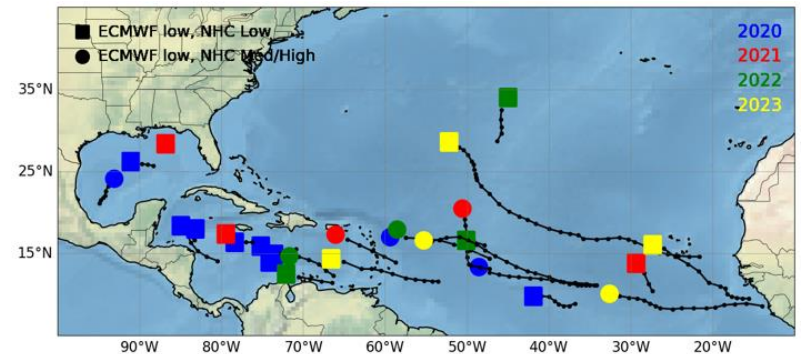 ECMWF low, NHC Low
2020
ECMWF low, NHC Med/High
2021
2022
2023
35°N
25°N
15°N
90°W 80°W 70°W 60°W 50°W 40°W 30°W 20°W